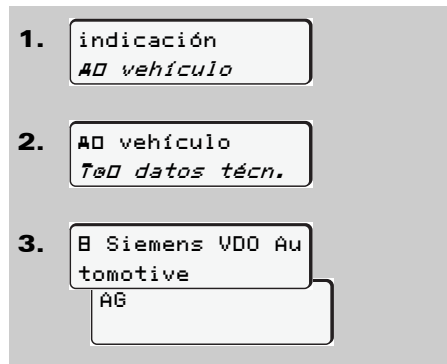 1. indicación
vehículo
2. vehículo
datos técn.
3. Siemens VDO Au
tomotive
AG